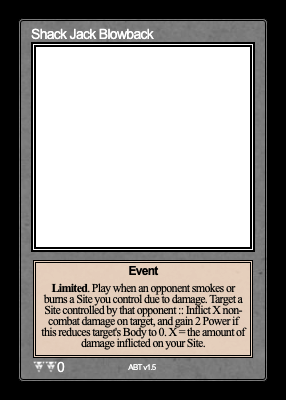 Shack Jack Blowback
Event
Limited. Play when an opponent smokes or
burns a Site you control due to damage. Target a
Site controlled by that opponent :: Inflict X non-
combat damage on target, and gain 2 Power if
this reduces target's Body to 0. X = the amount of
damage inflicted on your Site.
0
ABT v1.5